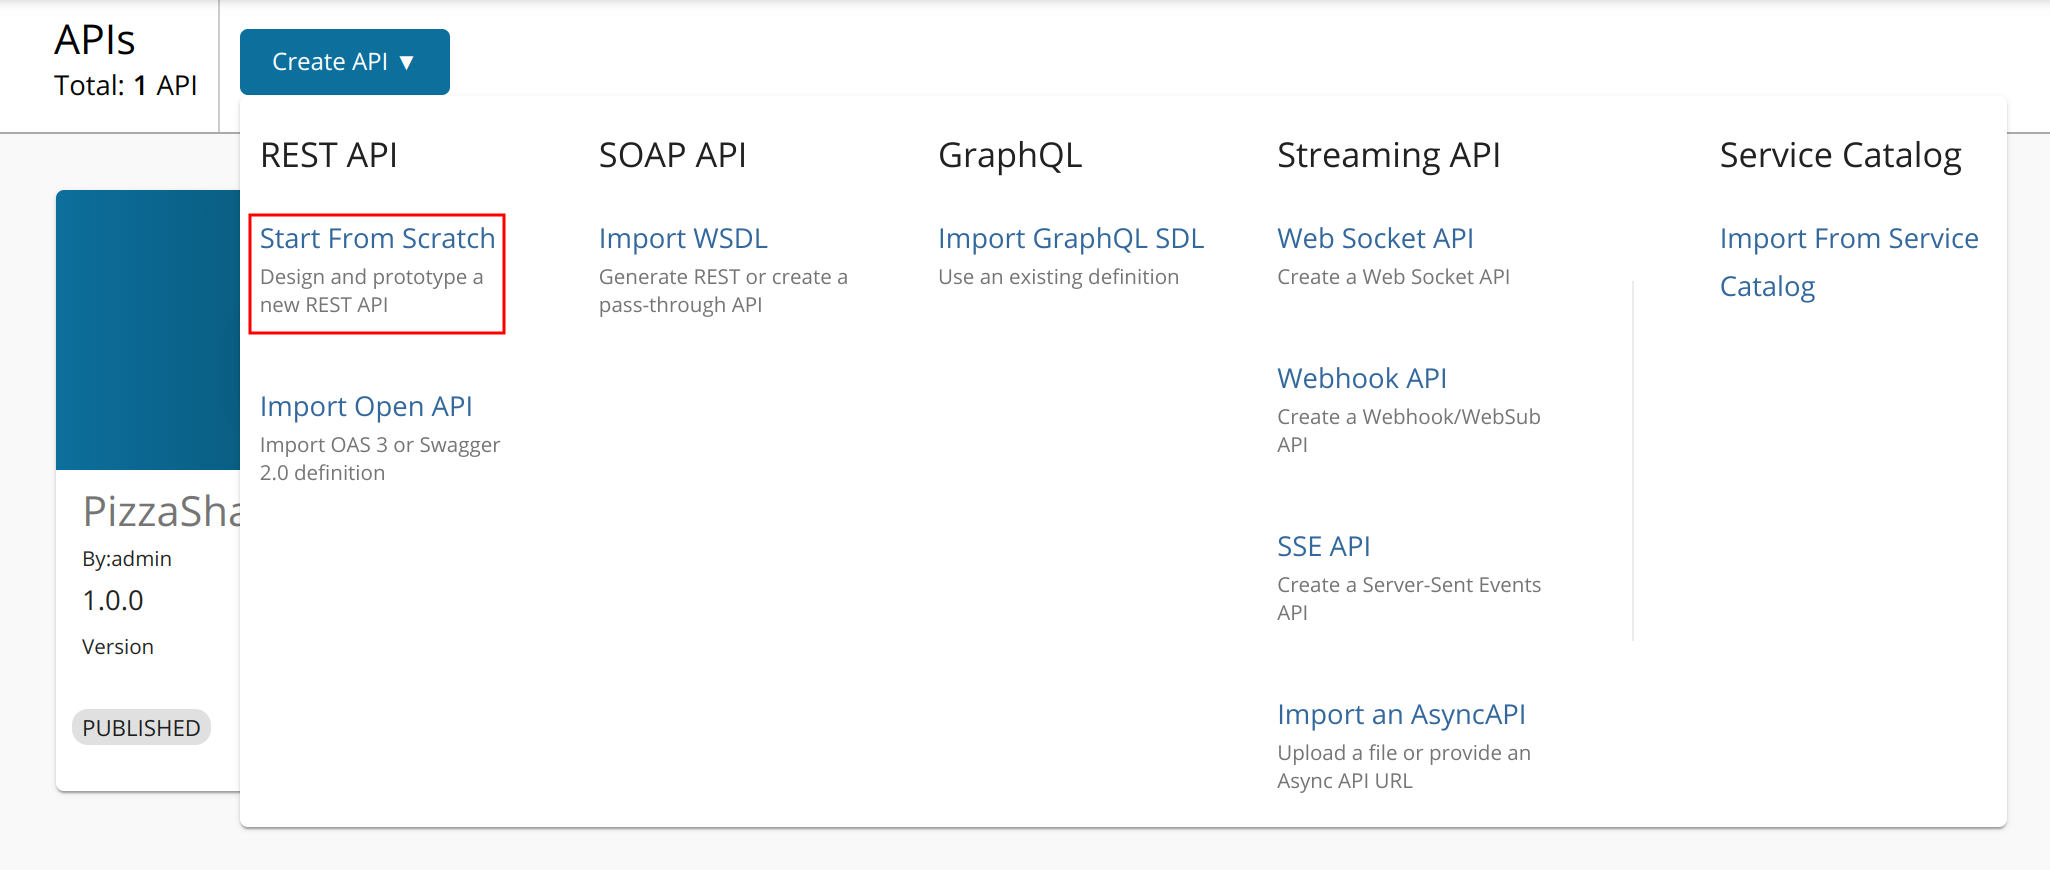 APIs
Total: 1 API
Create API ▼
REST API
Start From Scratch
Design and prototype a
new REST API
Import Open API
Import OAS 3 or Swagger
2.0 definition
SOAP API
Import WSDL
Generate REST or create a
pass-through API
GraphQL
Import GraphQL SDL
Use an existing definition
Streaming API
Web Socket API
Create a Web Socket API
Webhook API
Create a Webhook/WebSub
API
SSE API
Create a Server-Sent Events
API
Import an AsyncAPI
Upload a file or provide an
Async API URL
Service Catalog
Import From Service
Catalog
PizzaSha
By:admin
1.0.0
Version
PUBLISHED